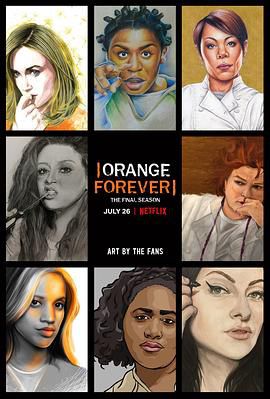 ORANGE
FOREVER
THE FINAL SEASON
JULY 26 | NETFLIX
ART BY THE FANS